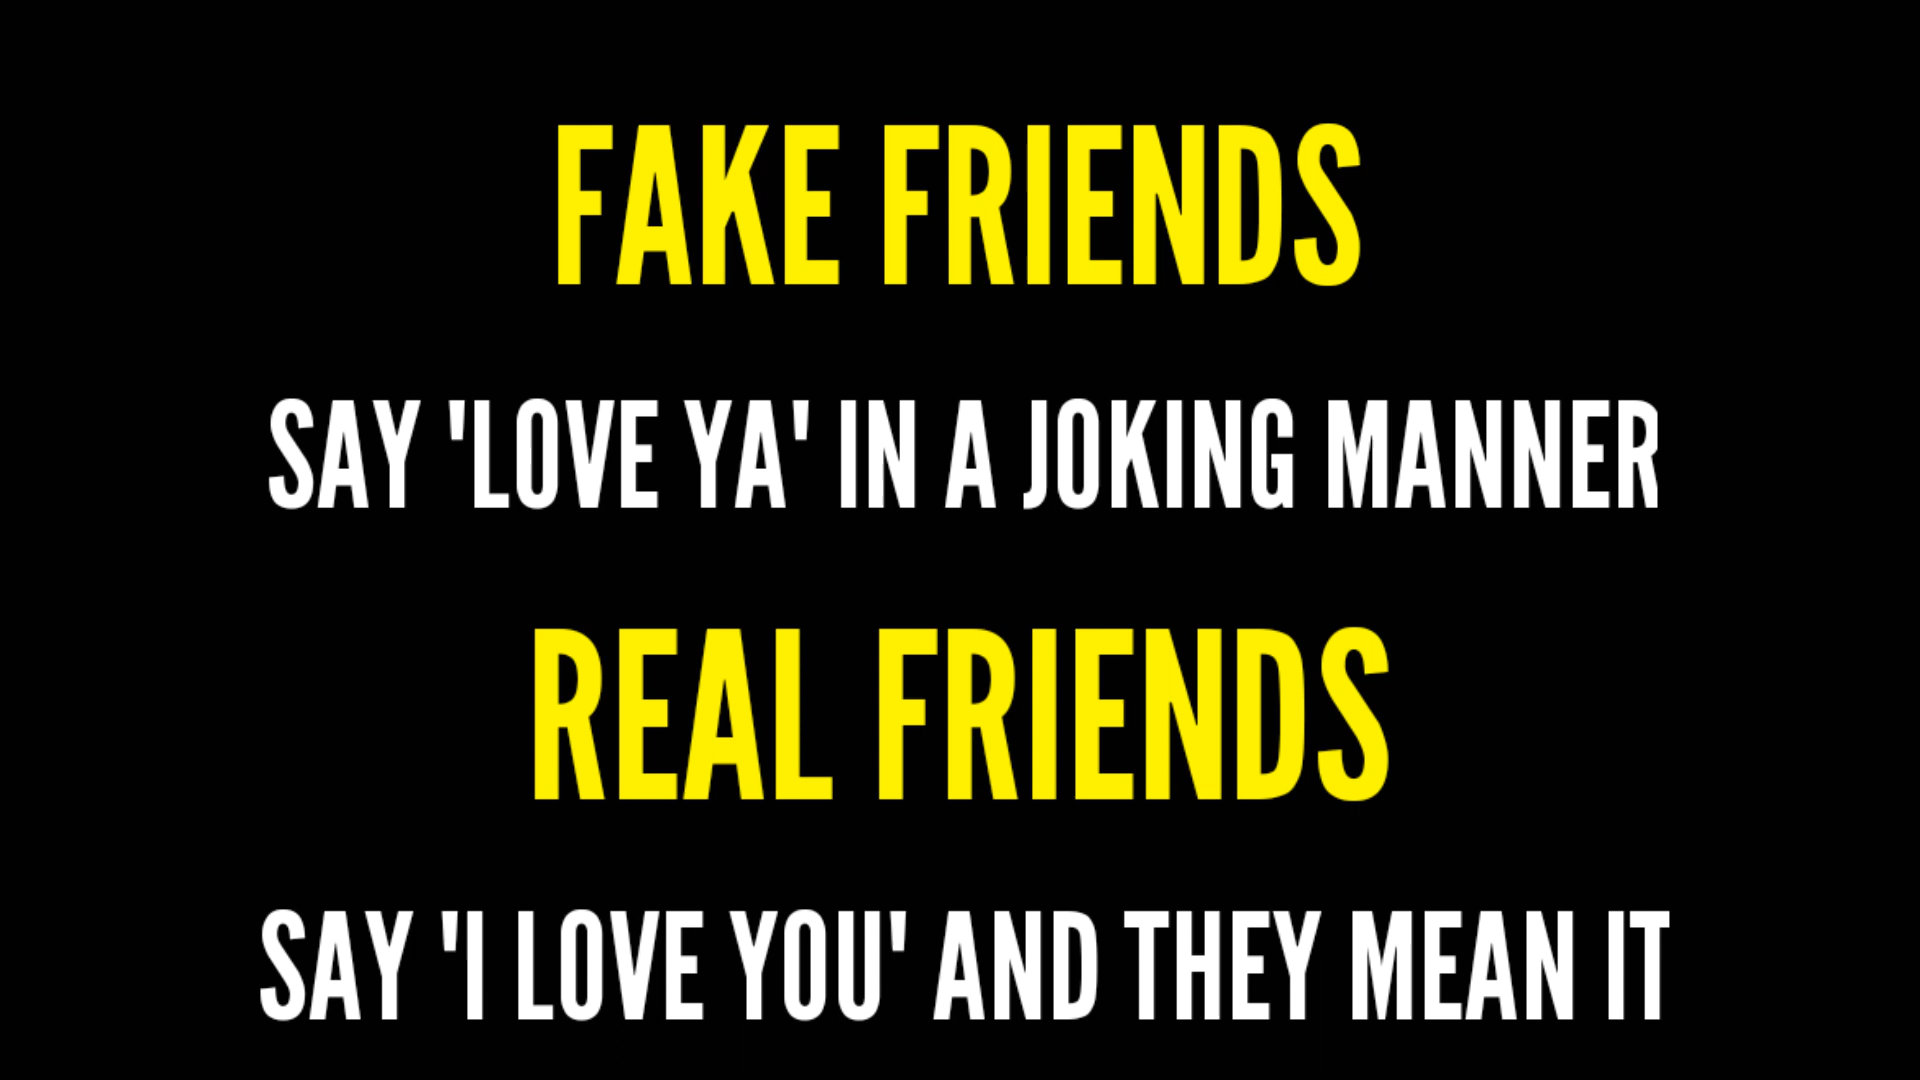 FAKE FRIENDS
SAY 'LOVE YA' IN A JOKING MANNER
REAL FRIENDS
SAY 'I LOVE YOU' AND THEY MEAN IT